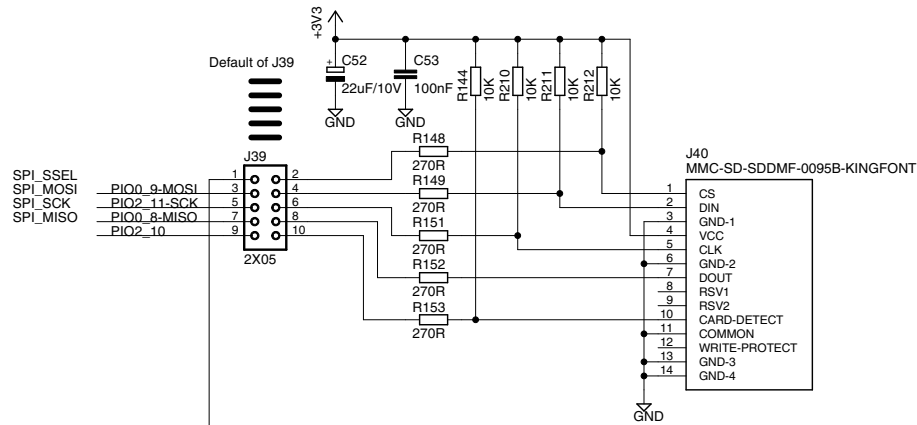 +3V3
Default of J39
C52
22uF/10V
GND
C53
100nF
GND
R144
10K
R210
10K
R211
10K
R212
10K
J39
SPI_SSEL
SPI_MOSI
SPI_SCK
SPI_MISO
PIO0_9-MOSI
PIO2_11-SCK
PIO0_8-MISO
PIO2_10
1 2
3 4
5 6
7 8
9 10
2X05
R148
270R
R149
270R
R151
270R
R152
270R
R153
270R
J40
MMC-SD-SDDMF-0095B-KINGFONT
1 CS
2 DIN
3 GND-1
4 VCC
5 CLK
6 GND-2
7 DOUT
8 RSV1
9 RSV2
10 CARD-DETECT
11 COMMON
12 WRITE-PROTECT
13 GND-3
14 GND-4
GND